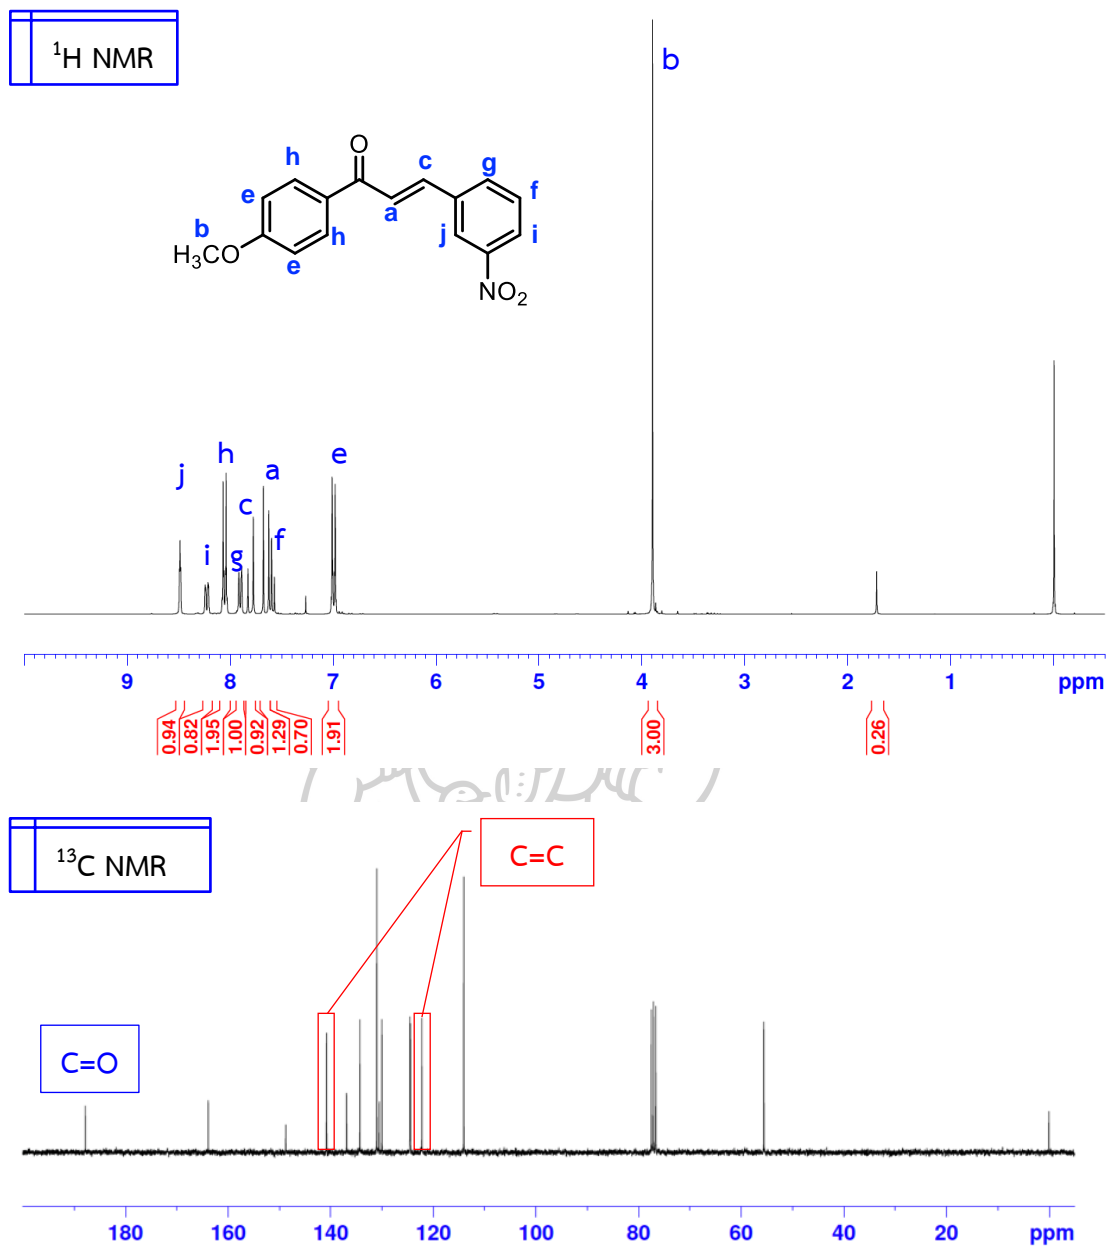 ¹H NMR
b
O
h
c
g
e
f
a
b
h
j
i
H₃CO
e
NO₂
j
h
a
e
i
g
c
f
9 8 7 6 5 4 3 2 1 ppm
0.94 0.82 1.95 1.00 0.92 1.29 0.70 1.91 3.00 0.26
¹³C NMR
C=C
C=O
180 160 140 120 100 80 60 40 20 ppm